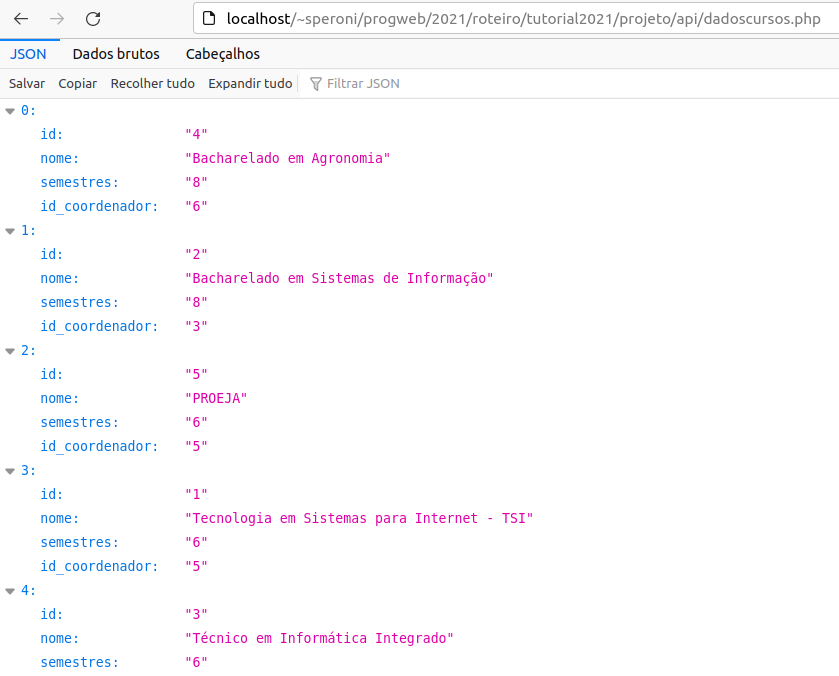 localhost/~speroni/progweb/2021/roteiro/tutorial2021/projeto/api/dadoscursos.php
JSON Dados brutos Cabeçalhos
Salvar Copiar Recolher tudo Expandir tudo Filtrar JSON
0:
id: "4"
nome: "Bacharelado em Agronomia"
semestres: "8"
id_coordenador: "6"
1:
id: "2"
nome: "Bacharelado em Sistemas de Informação"
semestres: "8"
id_coordenador: "3"
2:
id: "5"
nome: "PROEJA"
semestres: "6"
id_coordenador: "5"
3:
id: "1"
nome: "Tecnologia em Sistemas para Internet - TSI"
semestres: "6"
id_coordenador: "5"
4:
id: "3"
nome: "Técnico em Informática Integrado"
semestres: "6"